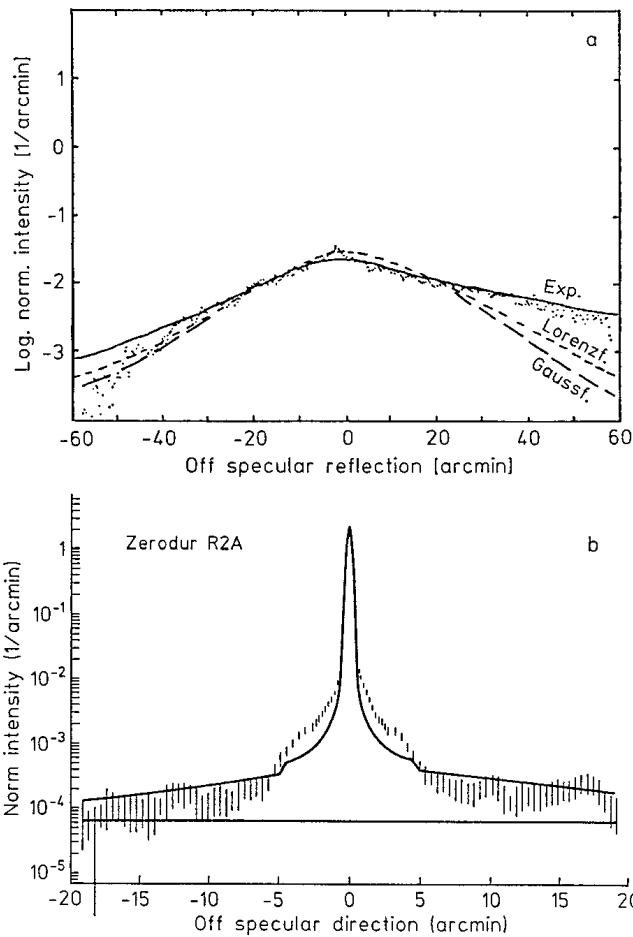 a
1
0
-1
-2
-3
Log. norm. intensity [1/arcmin]
Exp.
Lorenzf.
Gaussf.
-60 -40 -20 0 20 40 60
Off specular reflection [arcmin]
Zerodur R2A
b
1
10⁻¹
10⁻²
10⁻³
10⁻⁴
10⁻⁵
Norm intensity (1/arcmin)
-20 -15 -10 -5 0 5 10 15 20
Off specular direction (arcmin)